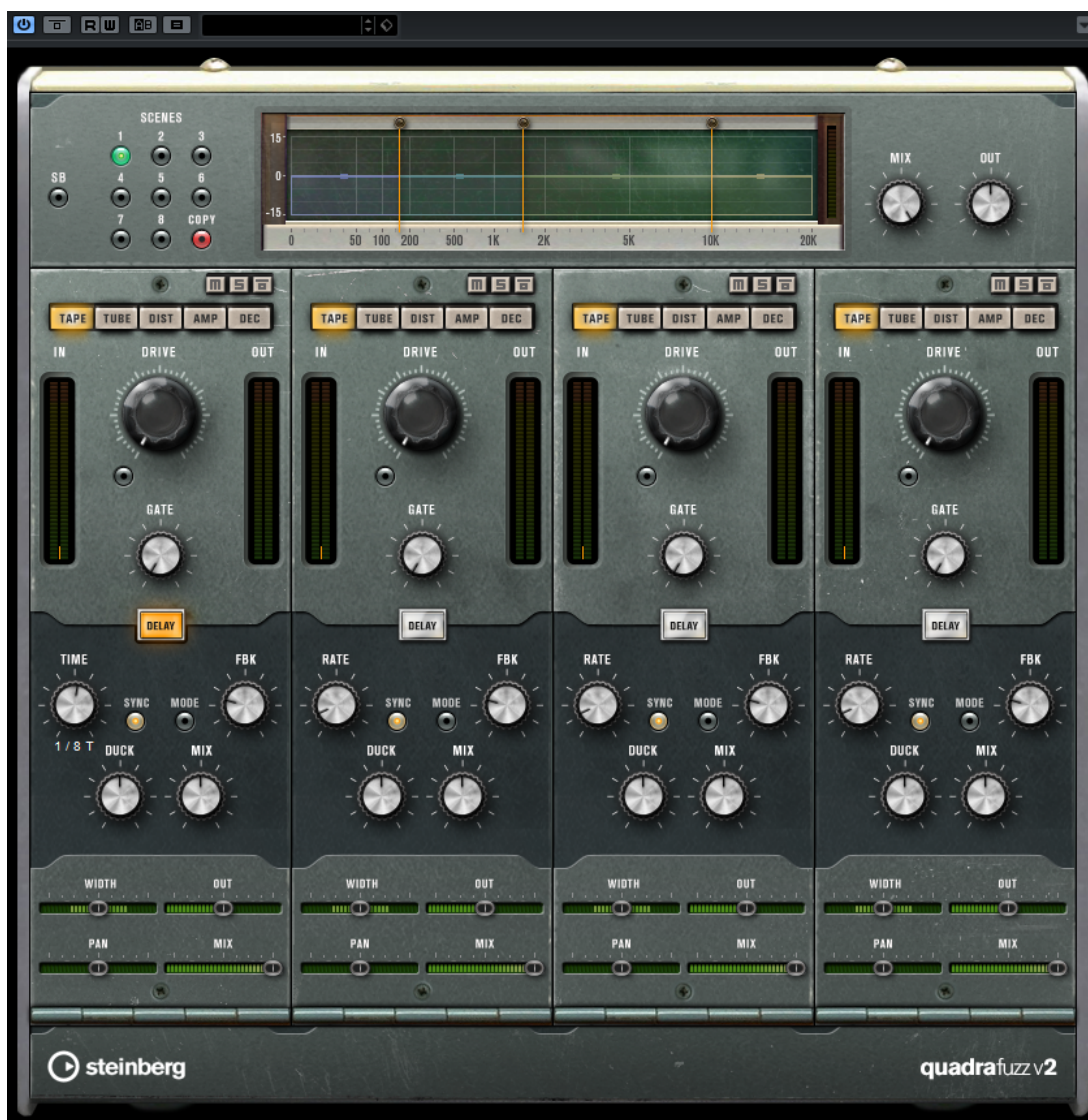 R W A B
SCENES
1 2 3
SB 4 5 6
7 8 COPY
15
0
-15
0 50 100 200 500 1K 2K 5K 10K 20K
MIX OUT
M S M S M S M S
TAPE TUBE DIST AMP DEC TAPE TUBE DIST AMP DEC TAPE TUBE DIST AMP DEC TAPE TUBE DIST AMP DEC
IN DRIVE OUT IN DRIVE OUT IN DRIVE OUT IN DRIVE OUT
GATE GATE GATE GATE
DELAY DELAY DELAY DELAY
TIME FBK RATE FBK RATE FBK RATE FBK
SYNC MODE SYNC MODE SYNC MODE SYNC MODE
1 / 8 T DUCK MIX DUCK MIX DUCK MIX DUCK MIX
WIDTH OUT WIDTH OUT WIDTH OUT WIDTH OUT
PAN MIX PAN MIX PAN MIX PAN MIX
steinberg quadrafuzz v2